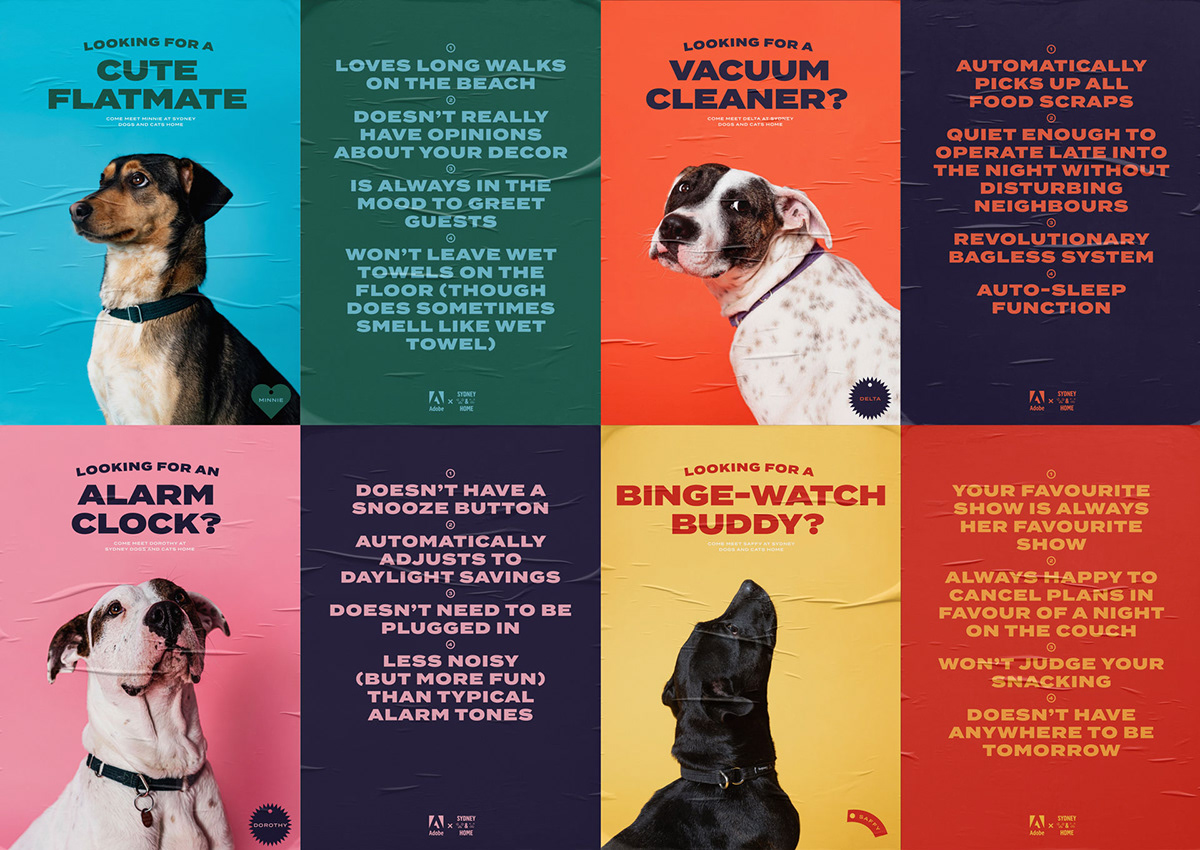 LOOKING FOR A
CUTE
FLATMATE
COME MEET MINNIE AT SYDNEY
DOGS AND CATS HOME
MINNIE
1
LOVES LONG WALKS
ON THE BEACH
2
DOESN'T REALLY
HAVE OPINIONS
ABOUT YOUR DECOR
3
IS ALWAYS IN THE
MOOD TO GREET
GUESTS
4
WON'T LEAVE WET
TOWELS ON THE
FLOOR (THOUGH
DOES SOMETIMES
SMELL LIKE WET
TOWEL)
Adobe × SYDNEY
HOME
LOOKING FOR A
VACUUM
CLEANER?
COME MEET DELTA AT SYDNEY
DOGS AND CATS HOME
DELTA
1
AUTOMATICALLY
PICKS UP ALL
FOOD SCRAPS
2
QUIET ENOUGH TO
OPERATE LATE INTO
THE NIGHT WITHOUT
DISTURBING
NEIGHBOURS
3
REVOLUTIONARY
BAGLESS SYSTEM
4
AUTO-SLEEP
FUNCTION
Adobe × SYDNEY
HOME
LOOKING FOR AN
ALARM
CLOCK?
COME MEET DOROTHY AT
SYDNEY DOGS AND CATS HOME
DOROTHY
1
DOESN'T HAVE A
SNOOZE BUTTON
2
AUTOMATICALLY
ADJUSTS TO
DAYLIGHT SAVINGS
3
DOESN'T NEED TO BE
PLUGGED IN
4
LESS NOISY
(BUT MORE FUN)
THAN TYPICAL
ALARM TONES
Adobe × SYDNEY
HOME
LOOKING FOR A
BINGE-WATCH
BUDDY?
COME MEET SAFFY AT SYDNEY
DOGS AND CATS HOME
SAFFY
1
YOUR FAVOURITE
SHOW IS ALWAYS
HER FAVOURITE
SHOW
2
ALWAYS HAPPY TO
CANCEL PLANS IN
FAVOUR OF A NIGHT
ON THE COUCH
3
WON'T JUDGE YOUR
SNACKING
4
DOESN'T HAVE
ANYWHERE TO BE
TOMORROW
Adobe × SYDNEY
HOME